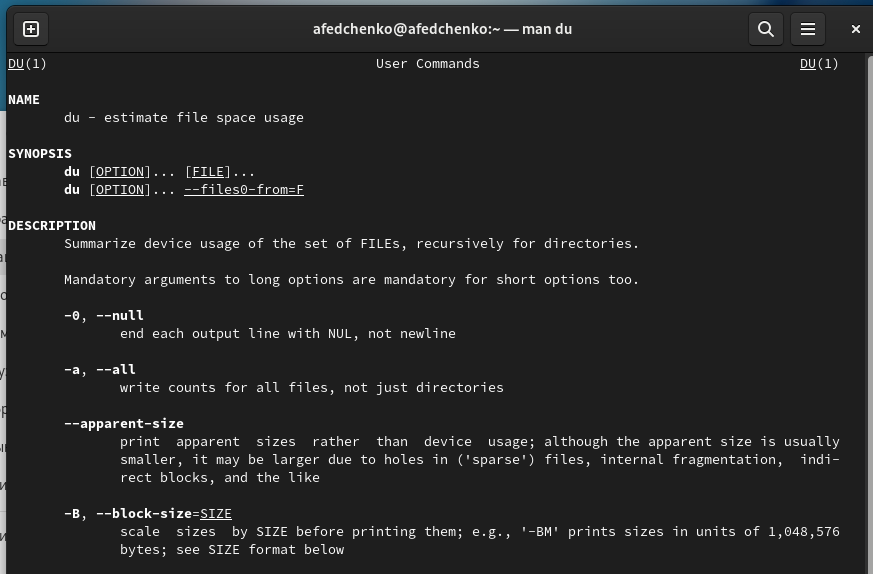 afedchenko@afedchenko:~ — man du
DU(1) User Commands DU(1)
NAME
du - estimate file space usage
SYNOPSIS
du [OPTION]... [FILE]...
du [OPTION]... --files0-from=F
DESCRIPTION
Summarize device usage of the set of FILEs, recursively for directories.
Mandatory arguments to long options are mandatory for short options too.
-0, --null
end each output line with NUL, not newline
-a, --all
write counts for all files, not just directories
--apparent-size
print apparent sizes rather than device usage; although the apparent size is usually
smaller, it may be larger due to holes in ('sparse') files, internal fragmentation, indi-
rect blocks, and the like
-B, --block-size=SIZE
scale sizes by SIZE before printing them; e.g., '-BM' prints sizes in units of 1,048,576
bytes; see SIZE format below